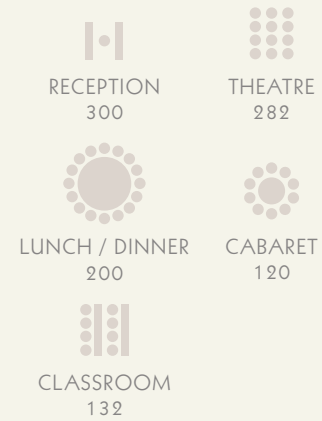 RECEPTION
300
THEATRE
282
LUNCH / DINNER
200
CABARET
120
CLASSROOM
132